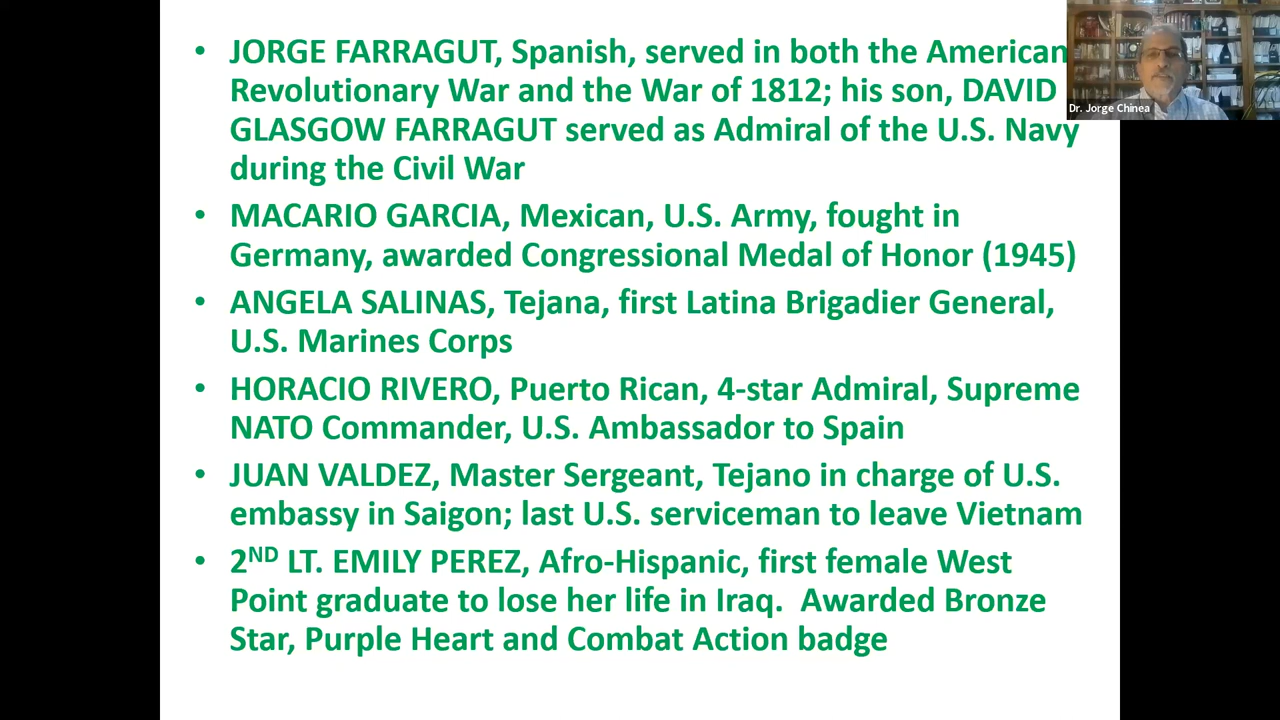 • JORGE FARRAGUT, Spanish, served in both the American
Revolutionary War and the War of 1812; his son, DAVID
GLASGOW FARRAGUT served as Admiral of the U.S. Navy
during the Civil War
• MACARIO GARCIA, Mexican, U.S. Army, fought in
Germany, awarded Congressional Medal of Honor (1945)
• ANGELA SALINAS, Tejana, first Latina Brigadier General,
U.S. Marines Corps
• HORACIO RIVERO, Puerto Rican, 4-star Admiral, Supreme
NATO Commander, U.S. Ambassador to Spain
• JUAN VALDEZ, Master Sergeant, Tejano in charge of U.S.
embassy in Saigon; last U.S. serviceman to leave Vietnam
• 2ND LT. EMILY PEREZ, Afro-Hispanic, first female West
Point graduate to lose her life in Iraq.  Awarded Bronze
Star, Purple Heart and Combat Action badge
Dr. Jorge Chinea